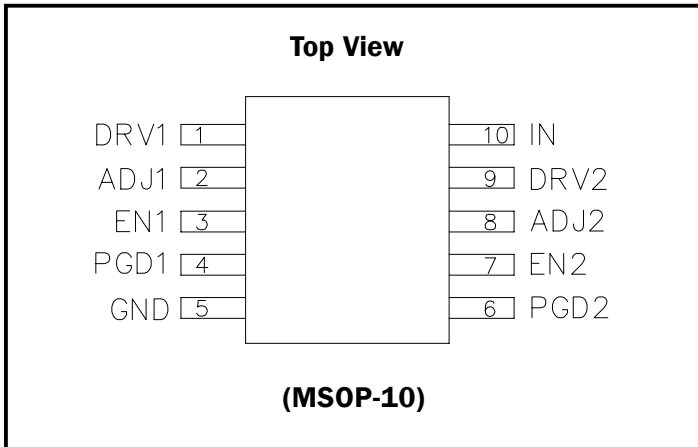 Top View
DRV1 1 10 IN
ADJ1 2 9 DRV2
EN1 3 8 ADJ2
PGD1 4 7 EN2
GND 5 6 PGD2
(MSOP-10)